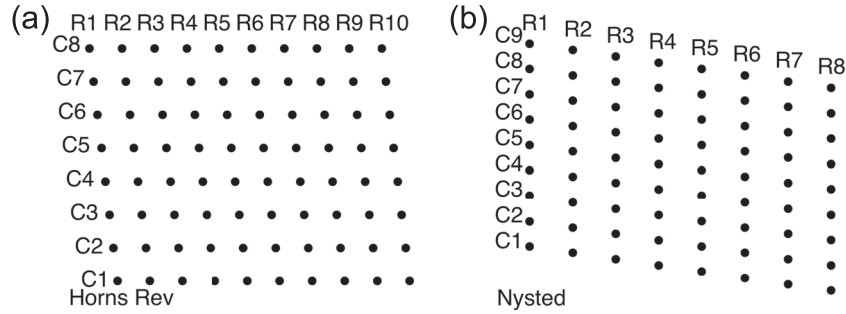 (a)
R1 R2 R3 R4 R5 R6 R7 R8 R9 R10
C8
C7
C6
C5
C4
C3
C2
C1
Horns Rev
(b)
R1 R2 R3 R4 R5 R6 R7 R8
C9
C8
C7
C6
C5
C4
C3
C2
C1
Nysted